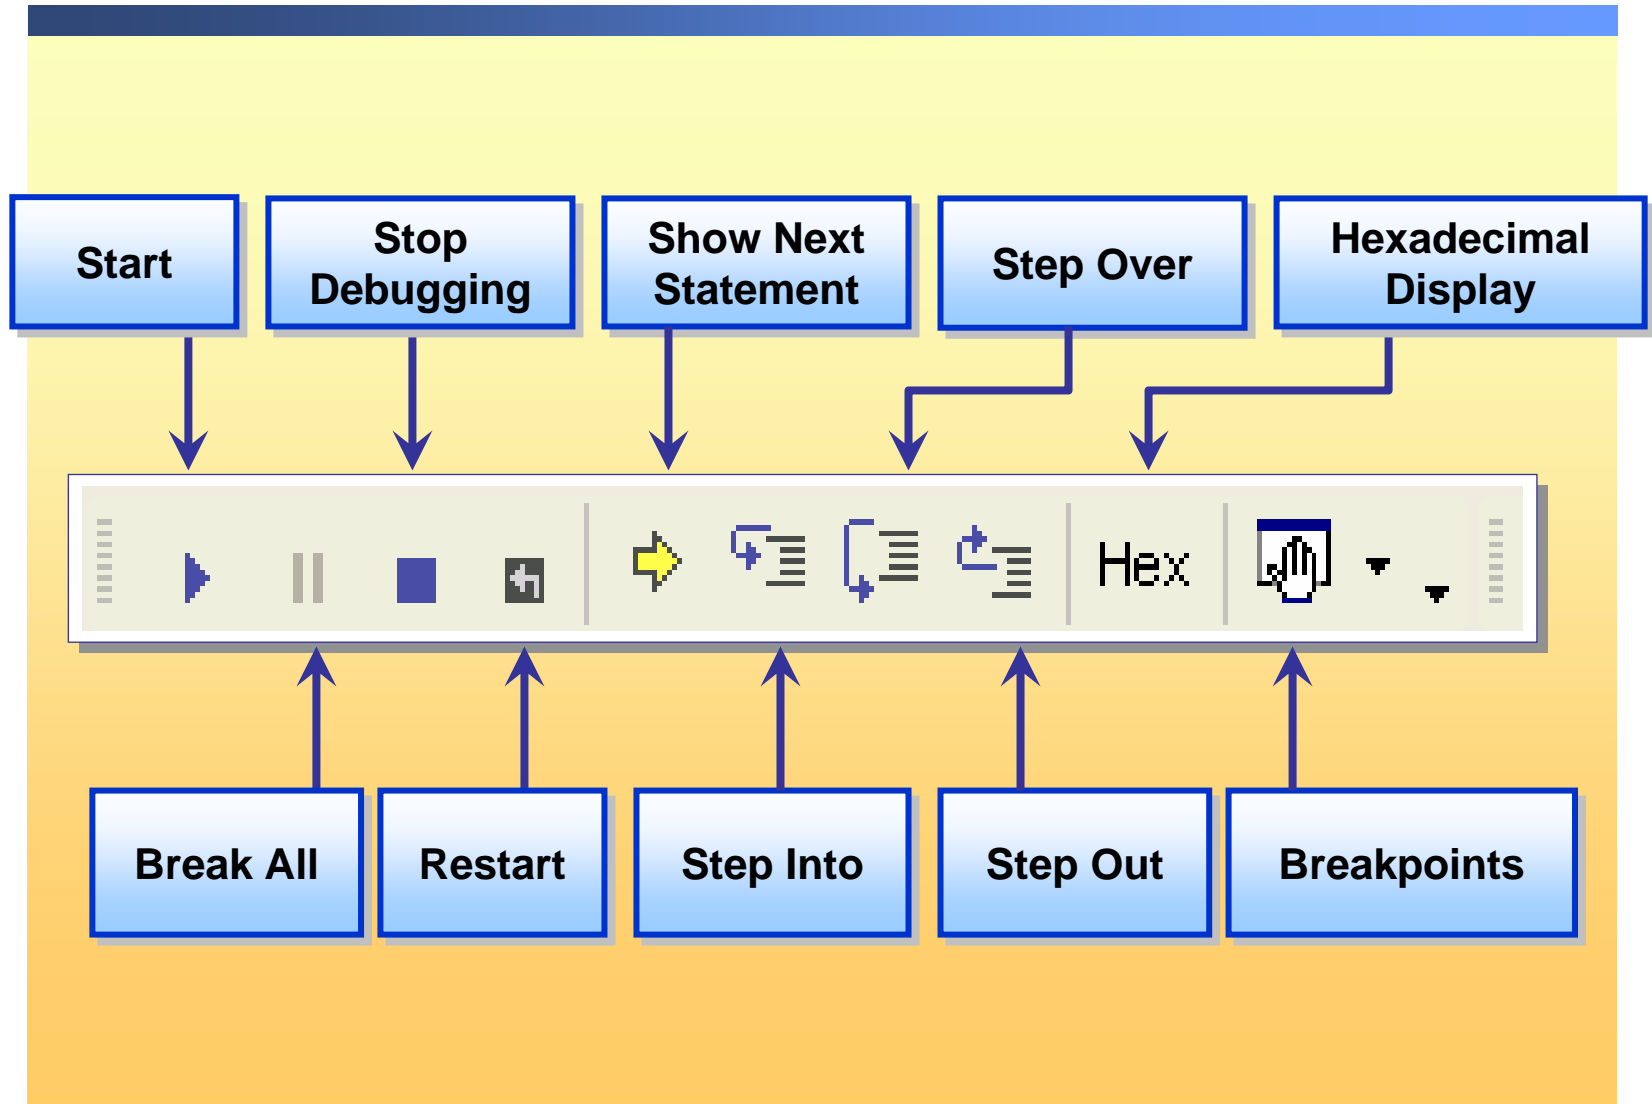 Start
Stop
Debugging
Show Next
Statement
Step Over
Hexadecimal
Display
Hex
Break All
Restart
Step Into
Step Out
Breakpoints